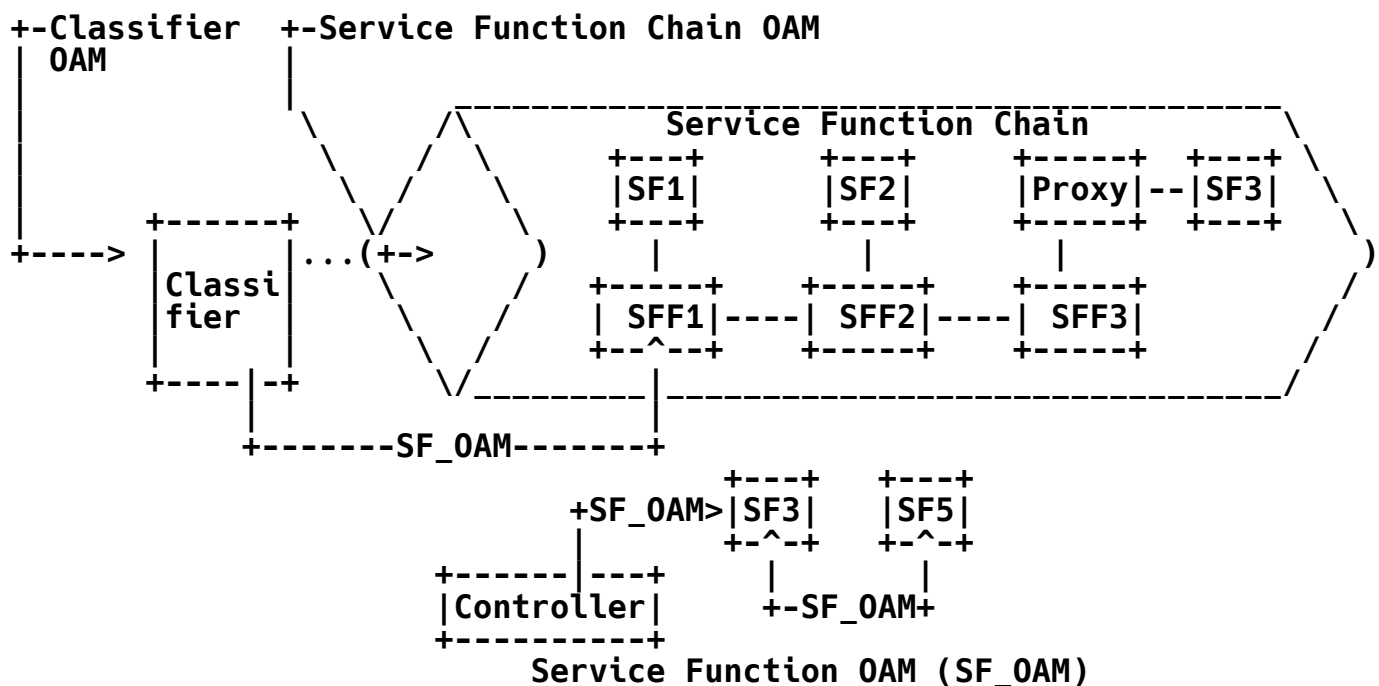 +-Classifier  +-Service Function Chain OAM
OAM
Service Function Chain
SF1 SF2 Proxy SF3
Classi
fier
SFF1 SFF2 SFF3
SF_OAM
SF_OAM SF3 SF5
Controller SF_OAM
Service Function OAM (SF_OAM)